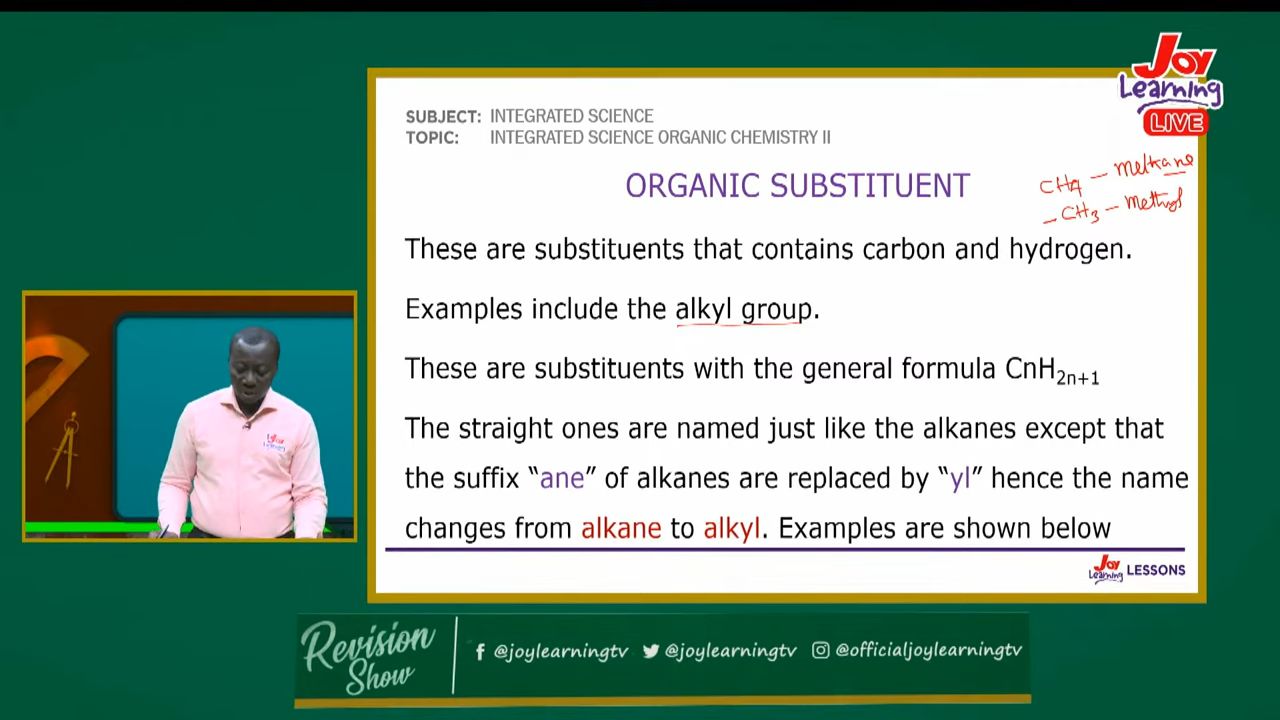 Joy
Learning
LIVE
SUBJECT: INTEGRATED SCIENCE
TOPIC: INTEGRATED SCIENCE ORGANIC CHEMISTRY II
ORGANIC SUBSTITUENT
CH4 – Methane
– CH3 – Methyl
These are substituents that contains carbon and hydrogen.
Examples include the alkyl group.
These are substituents with the general formula CnH2n+1
The straight ones are named just like the alkanes except that
the suffix “ane” of alkanes are replaced by “yl” hence the name
changes from alkane to alkyl. Examples are shown below
Joy Learning LESSONS
Joy Learning
Revision Show
@joylearningtv @joylearningtv @officialjoylearningtv